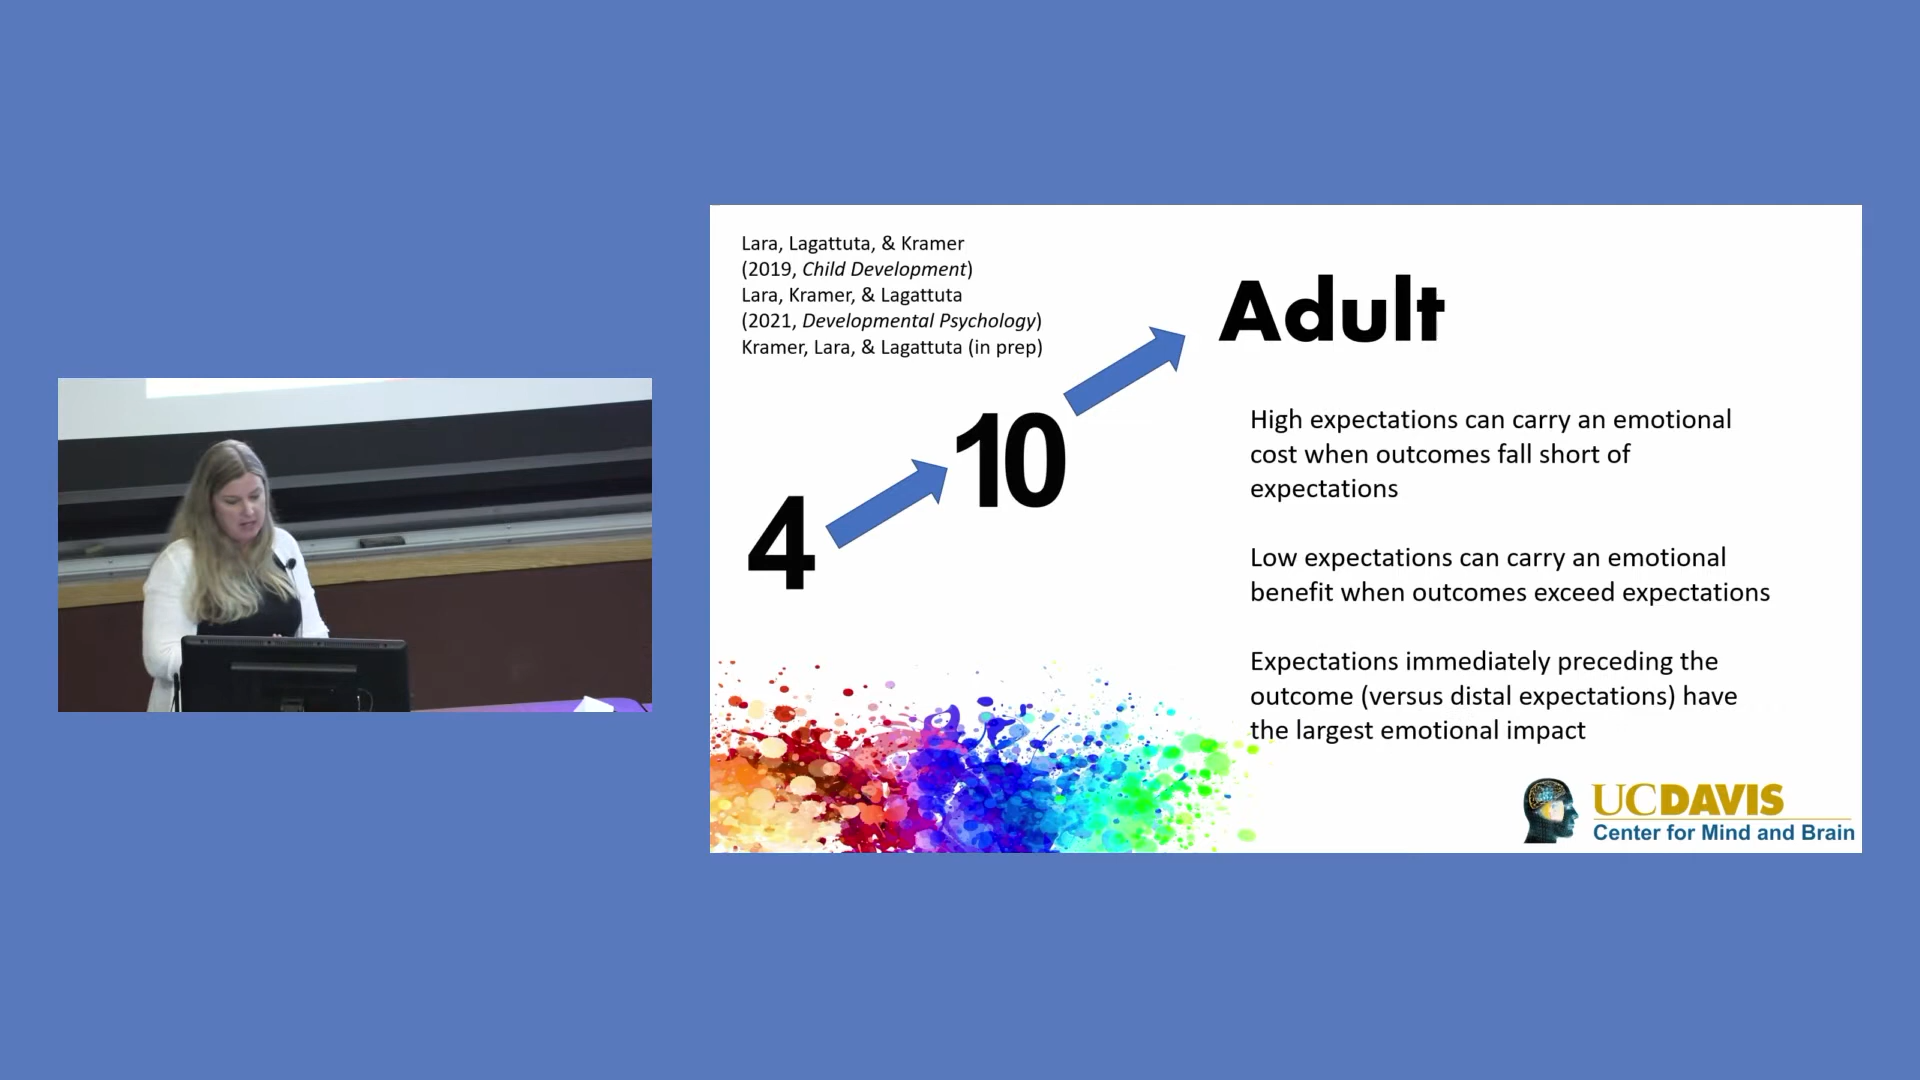 Lara, Lagattuta, & Kramer
(2019, Child Development)
Lara, Kramer, & Lagattuta
(2021, Developmental Psychology)
Kramer, Lara, & Lagattuta (in prep)
Adult
10
4
High expectations can carry an emotional
cost when outcomes fall short of
expectations
Low expectations can carry an emotional
benefit when outcomes exceed expectations
Expectations immediately preceding the
outcome (versus distal expectations) have
the largest emotional impact
UCDAVIS
Center for Mind and Brain